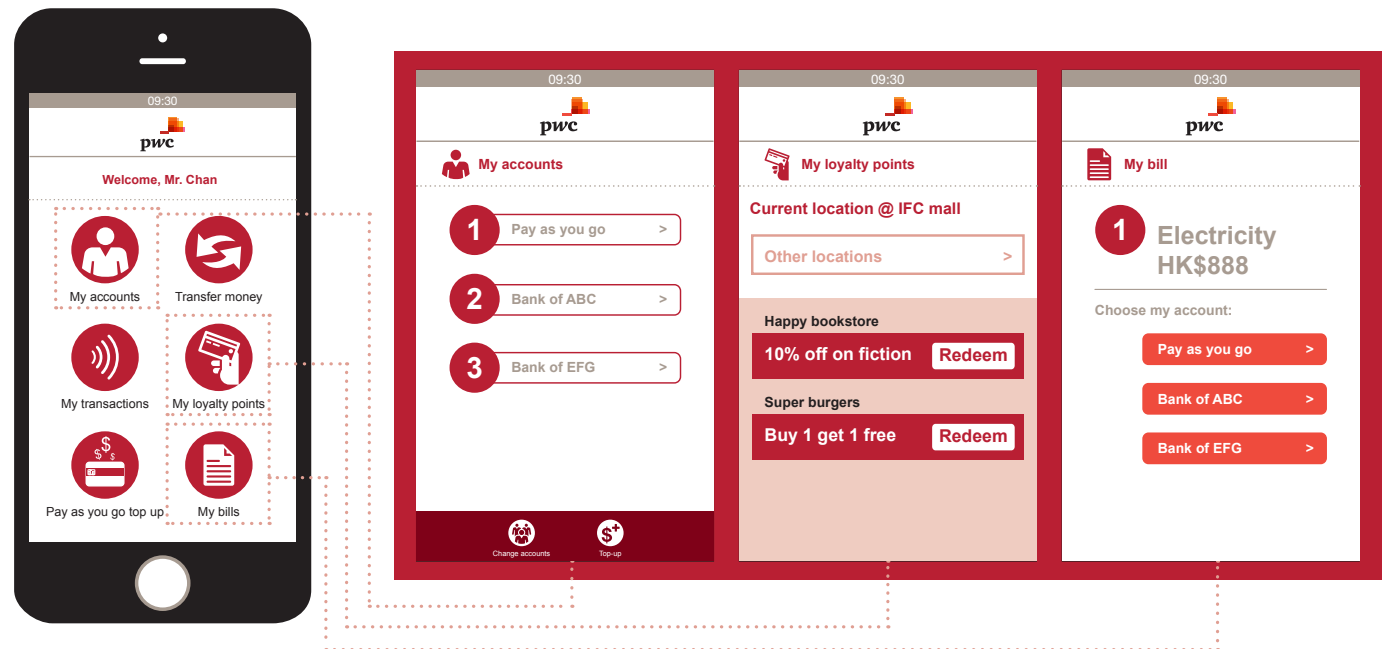 09:30
pwc
Welcome, Mr. Chan
My accounts
Transfer money
My transactions
My loyalty points
$
$ $
Pay as you go top up
My bills
09:30
pwc
My accounts
1
Pay as you go >
2
Bank of ABC >
3
Bank of EFG >
$+
Change accounts
Top-up
09:30
pwc
My loyalty points
Current location @ IFC mall
Other locations >
Happy bookstore
10% off on fiction Redeem
Super burgers
Buy 1 get 1 free Redeem
09:30
pwc
My bill
1
Electricity
HK$888
Choose my account:
Pay as you go >
Bank of ABC >
Bank of EFG >